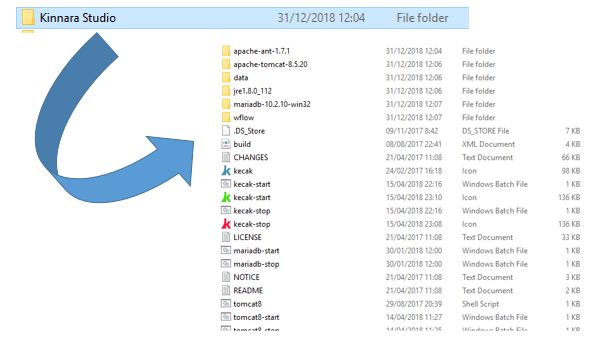 Kinnara Studio 31/12/2018 12:04 File folder
apache-ant-1.7.1 31/12/2018 12:04 File folder
apache-tomcat-8.5.20 31/12/2018 12:06 File folder
data 31/12/2018 12:06 File folder
jre1.8.0_112 31/12/2018 12:06 File folder
mariadb-10.2.10-win32 31/12/2018 12:07 File folder
wflow 31/12/2018 12:07 File folder
.DS_Store 09/11/2017 8:42 DS_STORE File 7 KB
build 08/08/2017 22:41 XML Document 4 KB
CHANGES 21/04/2017 11:08 Text Document 66 KB
kecak 24/02/2017 16:18 Icon 98 KB
kecak-start 15/04/2018 22:16 Windows Batch File 1 KB
kecak-start 15/04/2018 23:10 Icon 136 KB
kecak-stop 15/04/2018 22:16 Windows Batch File 1 KB
kecak-stop 15/04/2018 23:08 Icon 136 KB
LICENSE 21/04/2017 11:08 Text Document 33 KB
mariadb-start 30/01/2018 12:00 Windows Batch File 1 KB
mariadb-stop 30/01/2018 12:00 Windows Batch File 1 KB
NOTICE 21/04/2017 11:08 Text Document 3 KB
README 21/04/2017 11:08 Text Document 2 KB
tomcat8 29/08/2017 20:39 Shell Script 1 KB
tomcat8-start 14/04/2018 11:27 Windows Batch File 1 KB
tomcat8-stop 14/04/2018 11:25 Windows Batch File 1 KB